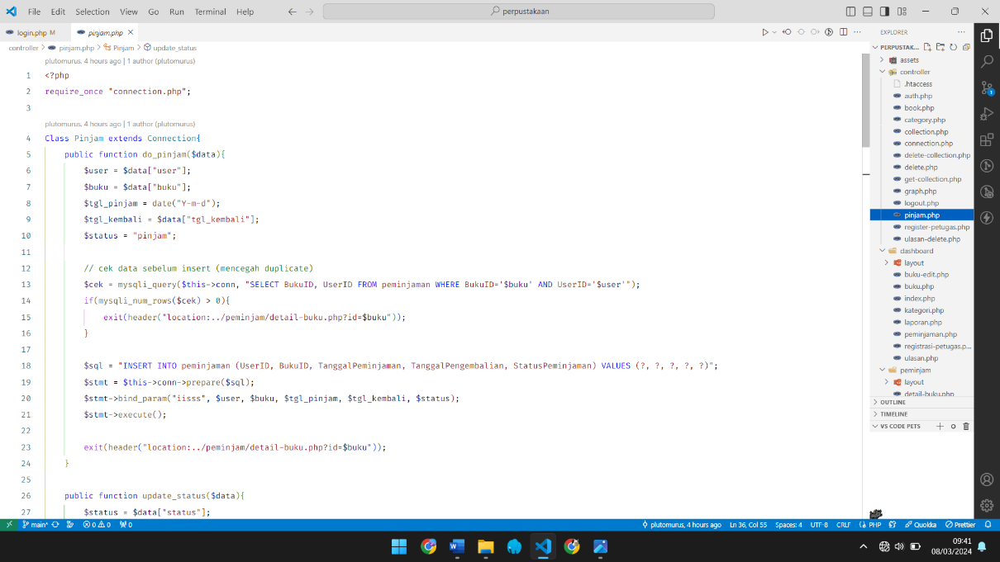 File Edit Selection View Go Run Terminal Help
perpustakaan
login.php M
pinjam.php
controller > pinjam.php > Pinjam > update_status
plutomurus, 4 hours ago | 1 author (plutomurus)
1 <?php
2 require_once "connection.php";
3
plutomurus, 4 hours ago | 1 author (plutomurus)
4 Class Pinjam extends Connection{
5 public function do_pinjam($data){
6 $user = $data["user"];
7 $buku = $data["buku"];
8 $tgl_pinjam = date("Y-m-d");
9 $tgl_kembali = $data["tgl_kembali"];
10 $status = "pinjam";
11
12 // cek data sebelum insert (mencegah duplicate)
13 $cek = mysqli_query($this->conn, "SELECT BukuID, UserID FROM peminjaman WHERE BukuID='$buku' AND UserID='$user'");
14 if(mysqli_num_rows($cek) > 0){
15 exit(header("location:../peminjam/detail-buku.php?id=$buku"));
16 }
17
18 $sql = "INSERT INTO peminjaman (UserID, BukuID, TanggalPeminjaman, TanggalPengembalian, StatusPeminjaman) VALUES (?, ?, ?, ?, ?)";
19 $stmt = $this->conn->prepare($sql);
20 $stmt->bind_param("iisss", $user, $buku, $tgl_pinjam, $tgl_kembali, $status);
21 $stmt->execute();
22
23 exit(header("location:../peminjam/detail-buku.php?id=$buku"));
24 }
25
26 public function update_status($data){
27 $status = $data["status"];
EXPLORER
PERPUSTAK...
assets
controller
.htaccess
auth.php
book.php
category.php
collection.php
connection.php
delete-collection.php
delete.php
get-collection.php
graph.php
logout.php
pinjam.php
register-petugas.php
ulasan-delete.php
dashboard
layout
buku-edit.php
buku.php
index.php
kategori.php
laporan.php
peminjaman.php
registrasi-petugas.p...
ulasan.php
peminjam
layout
detail-buku.php
OUTLINE
TIMELINE
VS CODE PETS
1
main* 0 0 0
plutomurus, 4 hours ago Ln 36, Col 55 Spaces: 4 UTF-8 CRLF PHP Quokka Prettier
09:41
08/03/2024